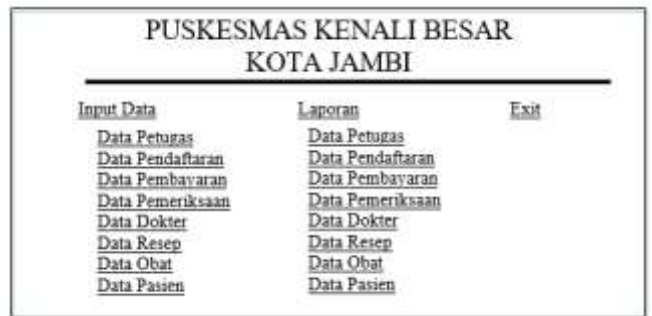 PUSKESMAS KENALI BESAR
KOTA JAMBI
Input Data Laporan Exit
Data Petugas Data Petugas
Data Pendaftaran Data Pendaftaran
Data Pembayaran Data Pembayaran
Data Pemeriksaan Data Pemeriksaan
Data Dokter Data Dokter
Data Resep Data Resep
Data Obat Data Obat
Data Pasien Data Pasien